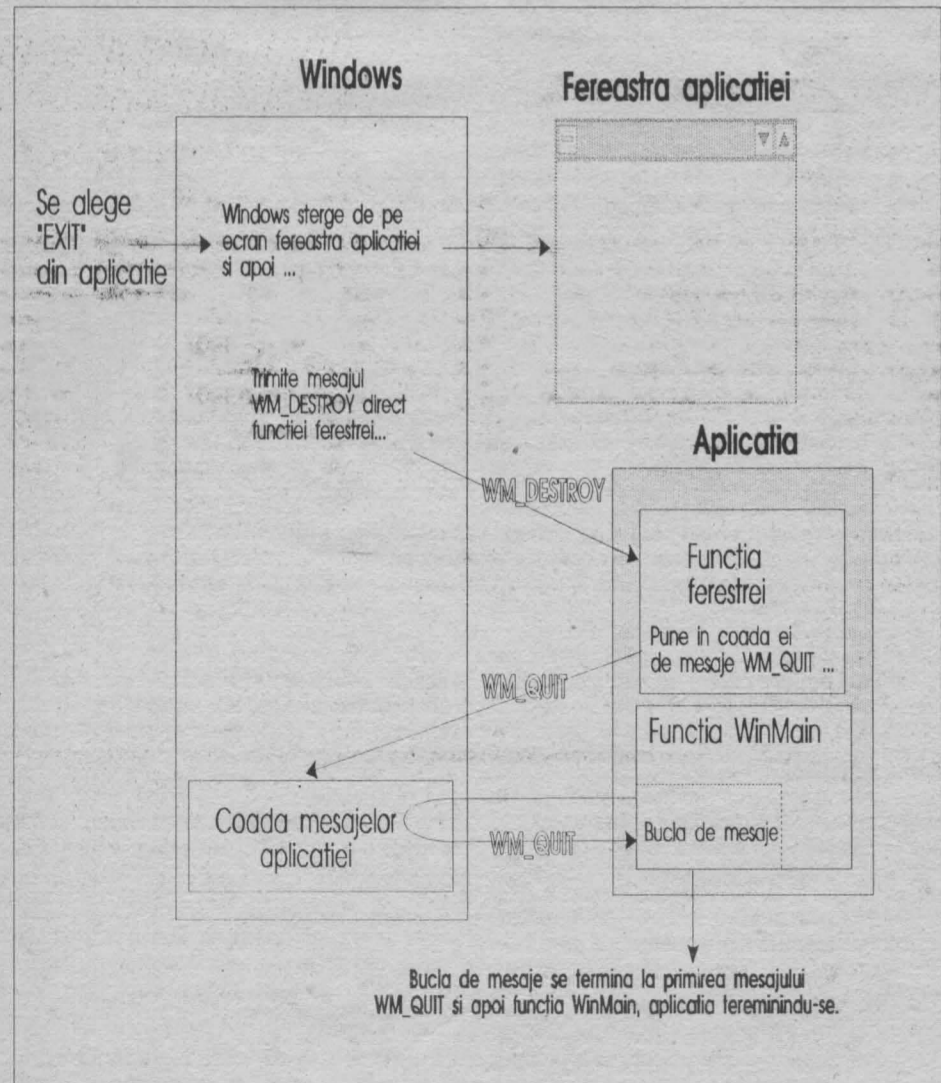 Windows
Fereastra aplicatiei
Se alege
"EXIT"
din aplicatie
Windows sterge de pe
ecran fereastra aplicatiei
si apoi ...
Trimite mesajul
WM_DESTROY direct
functiei ferestrei...
Aplicatia
WM_DESTROY
Functia
ferestrei
Pune in coada ei
de mesaje WM_QUIT ...
WM_QUIT
Functia WinMain
Coada mesajelor
aplicatiei
WM_QUIT
Bucla de mesaje
Bucla de mesaje se termina la primirea mesajului
WM_QUIT si apoi functia WinMain, aplicatia tereminindu-se.